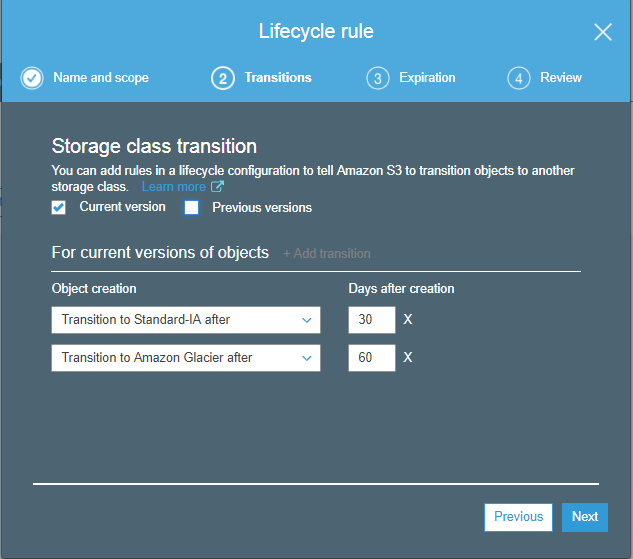 Lifecycle rule
Name and scope
2 Transitions
3 Expiration
4 Review
Storage class transition
You can add rules in a lifecycle configuration to tell Amazon S3 to transition objects to another
storage class. Learn more
Current version Previous versions
For current versions of objects + Add transition
Object creation Days after creation
Transition to Standard-IA after 30 X
Transition to Amazon Glacier after 60 X
Previous Next